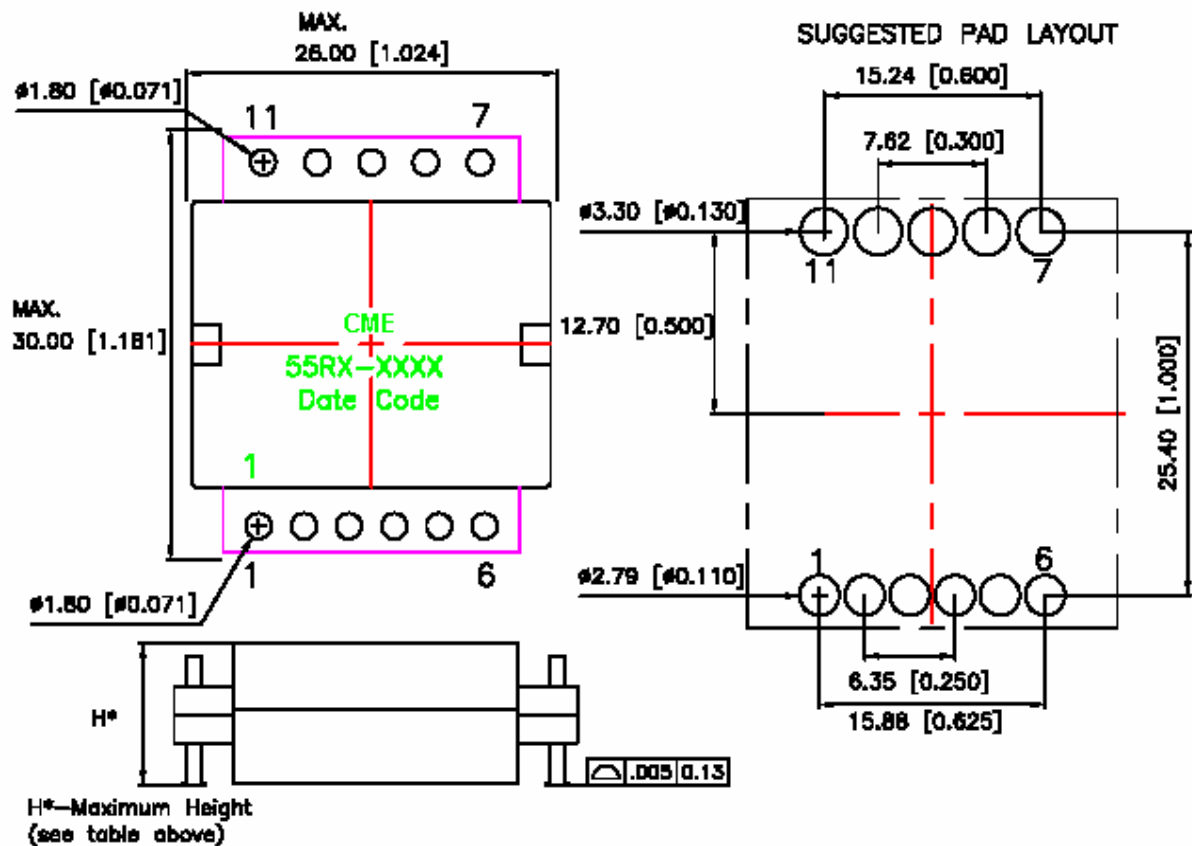 MAX.
26.00 [1.024]
ø1.80 [ø0.071]
11
7
MAX.
30.00 [1.181]
CME
55RX-XXXX
Date Code
1
1
6
ø1.80 [ø0.071]
H*
H*-Maximum Height
(see table above)
.005 0.13
SUGGESTED PAD LAYOUT
15.24 [0.600]
7.62 [0.300]
ø3.30 [ø0.130]
11
7
12.70 [0.500]
25.40 [1.000]
1
6
ø2.79 [ø0.110]
6.35 [0.250]
15.88 [0.625]